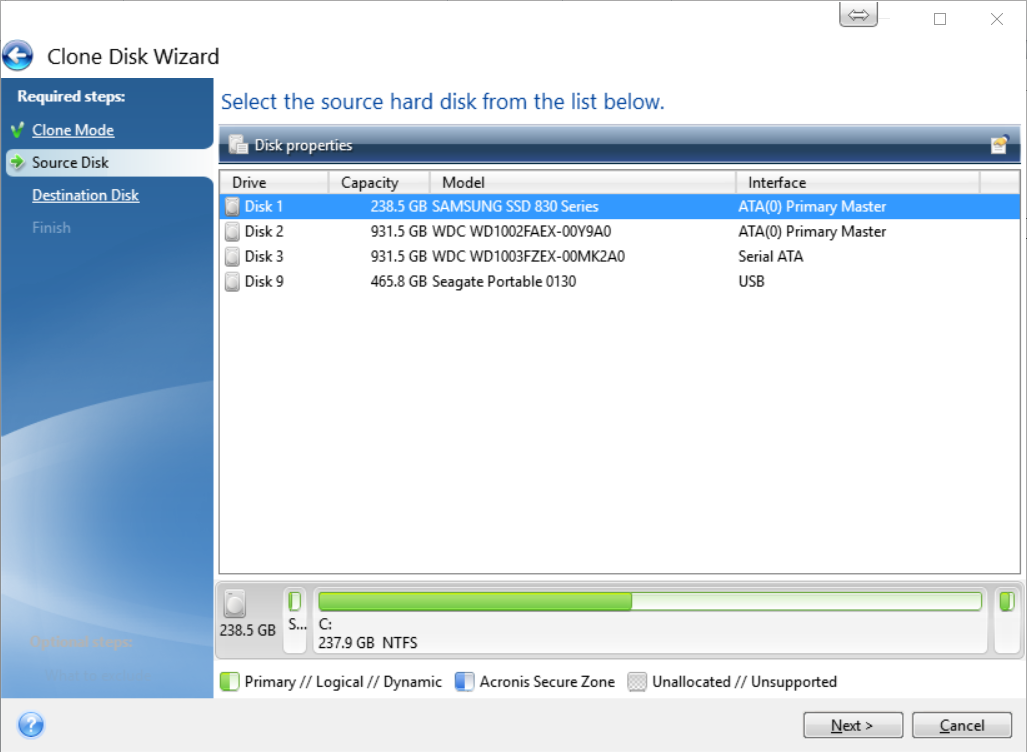 Clone Disk Wizard
Required steps:
Clone Mode
Source Disk
Destination Disk
Finish
Optional steps:
What to exclude
Select the source hard disk from the list below.
Disk properties
Drive Capacity Model Interface
Disk 1 238.5 GB SAMSUNG SSD 830 Series ATA(0) Primary Master
Disk 2 931.5 GB WDC WD1002FAEX-00Y9A0 ATA(0) Primary Master
Disk 3 931.5 GB WDC WD1003FZEX-00MK2A0 Serial ATA
Disk 9 465.8 GB Seagate Portable 0130 USB
238.5 GB
S...
C:
237.9 GB NTFS
Primary // Logical // Dynamic Acronis Secure Zone Unallocated // Unsupported
Next > Cancel